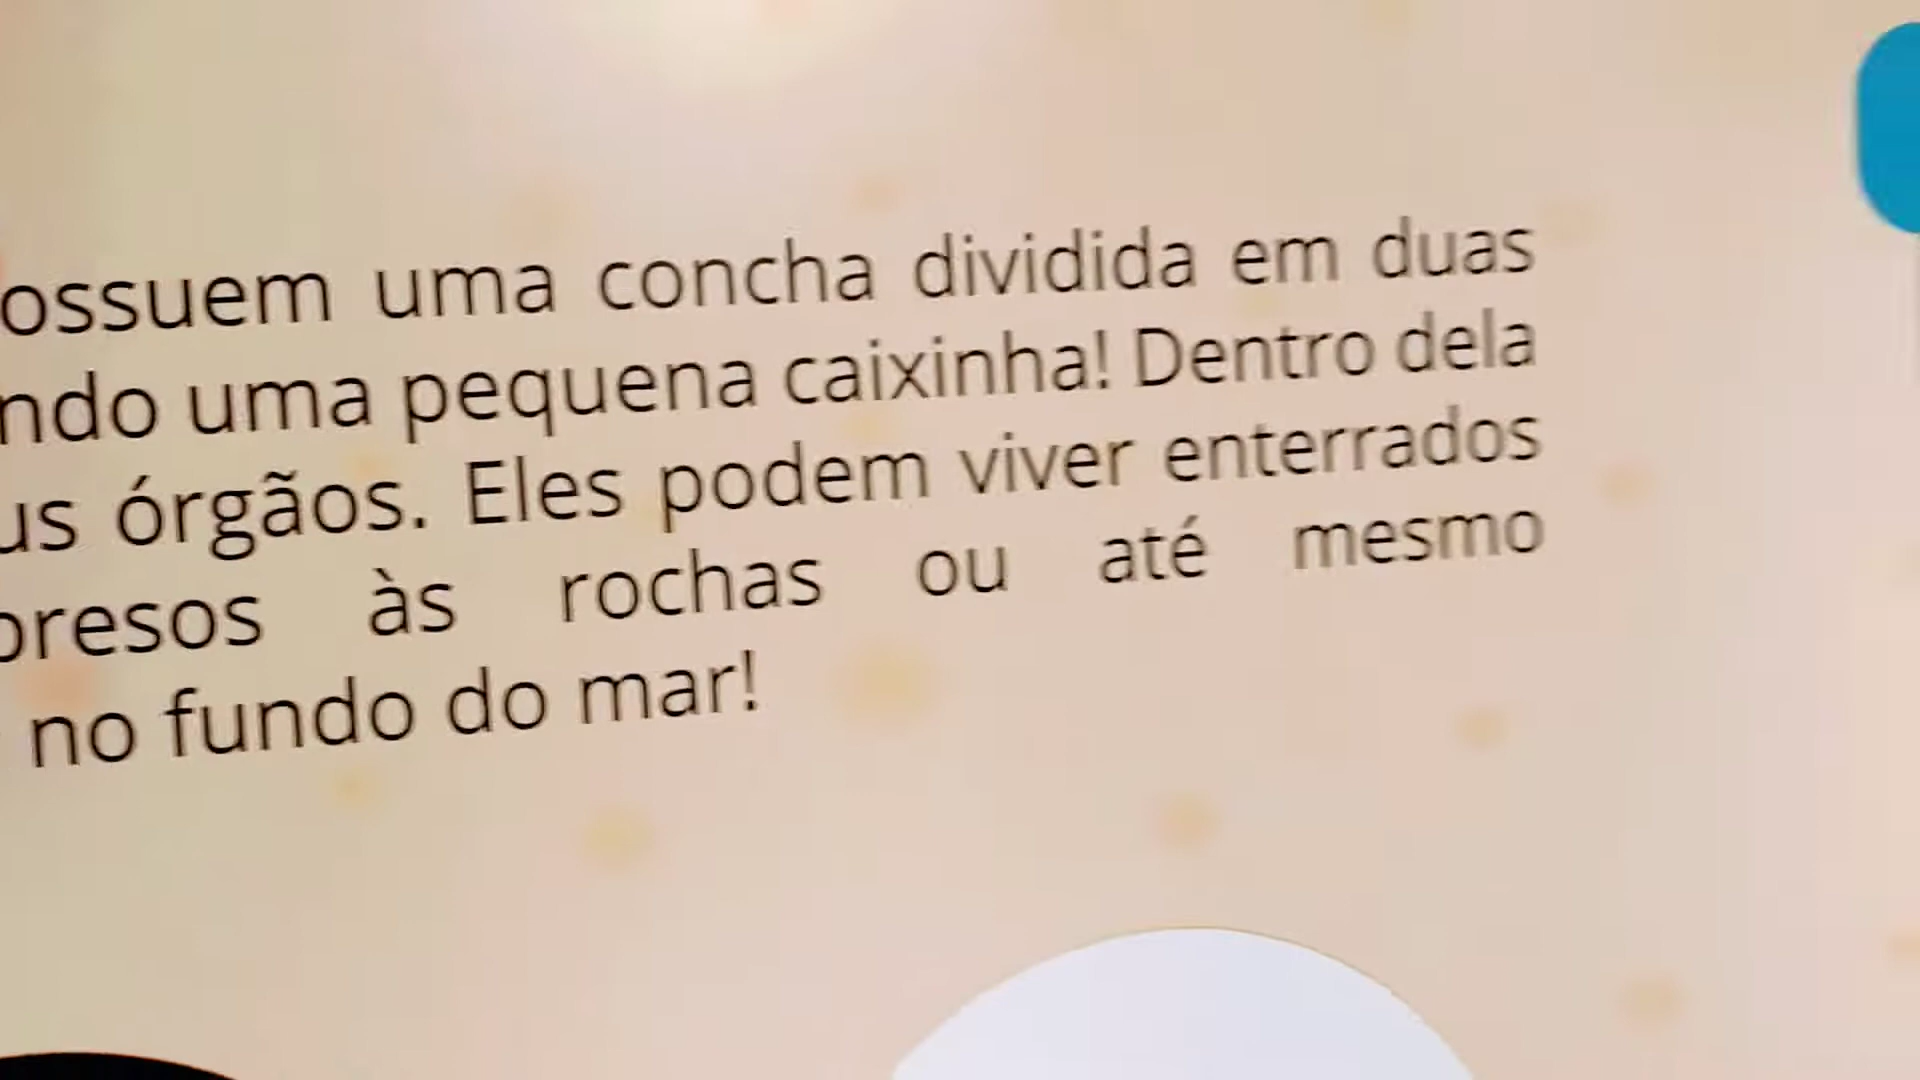 ossuem uma concha dividida em duas
ndo uma pequena caixinha! Dentro dela
us órgãos. Eles podem viver enterrados
presos às rochas ou até mesmo
no fundo do mar!